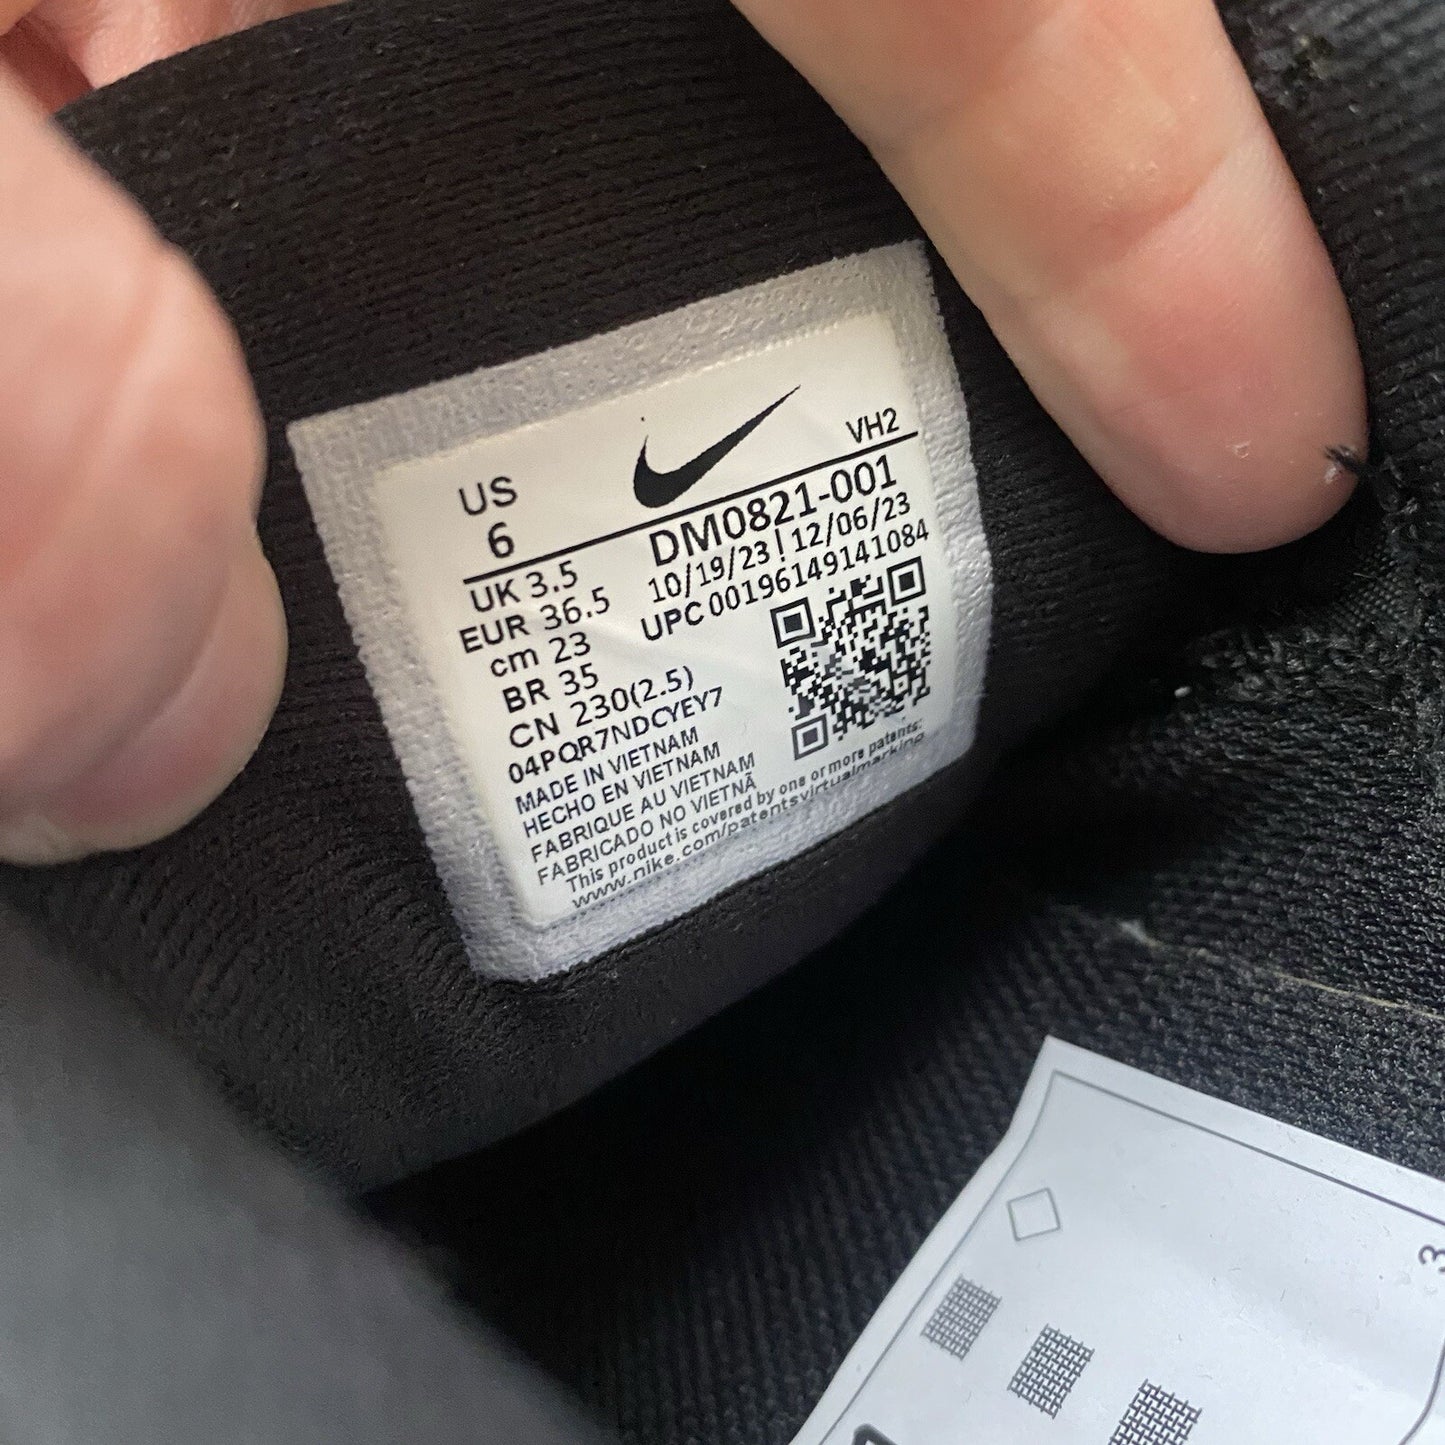 US
6
VH2
DM0821-001
10/19/23 | 12/06/23
UPC 00196149141084
UK 3.5
EUR 36.5
cm 23
BR 35
CN 230(2.5)
04PQR7NDCYEY7
MADE IN VIETNAM
HECHO EN VIETNAM
FABRIQUE AU VIETNAM
FABRICADO NO VIETNÃ
This product is covered by one or more patents:
www.nike.com/patentsvirtualmarking
3